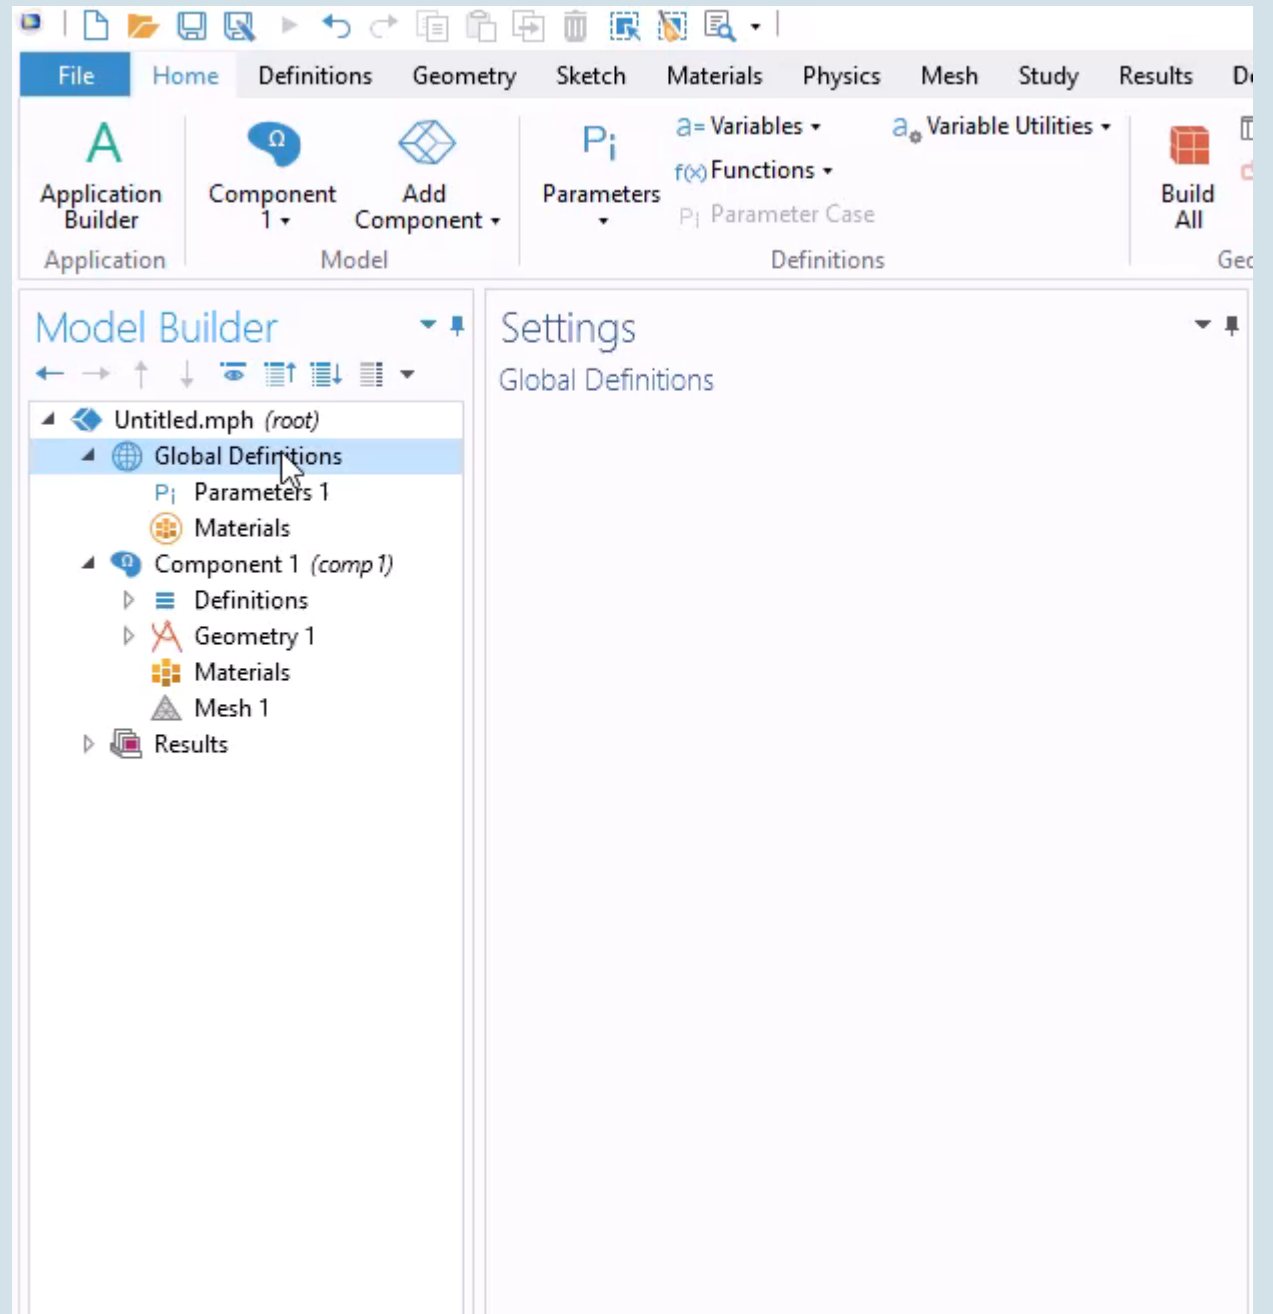 File Home Definitions Geometry Sketch Materials Physics Mesh Study Results
A Pi a= Variables a Variable Utilities
Application Builder Component 1 Add Component Parameters f(x) Functions Build All
Pi Parameter Case
Application Model Definitions
Model Builder
Untitled.mph (root)
Global Definitions
Pi Parameters 1
Materials
Component 1 (comp1)
Definitions
Geometry 1
Materials
Mesh 1
Results
Settings
Global Definitions